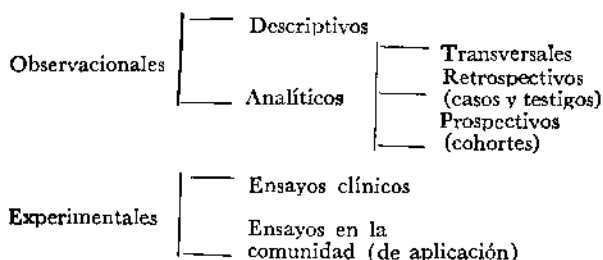 Descriptivos
Observacionales
Analíticos
Transversales
Retrospectivos
(casos y testigos)
Prospectivos
(cohortes)
Ensayos clínicos
Experimentales
Ensayos en la
comunidad (de aplicación)